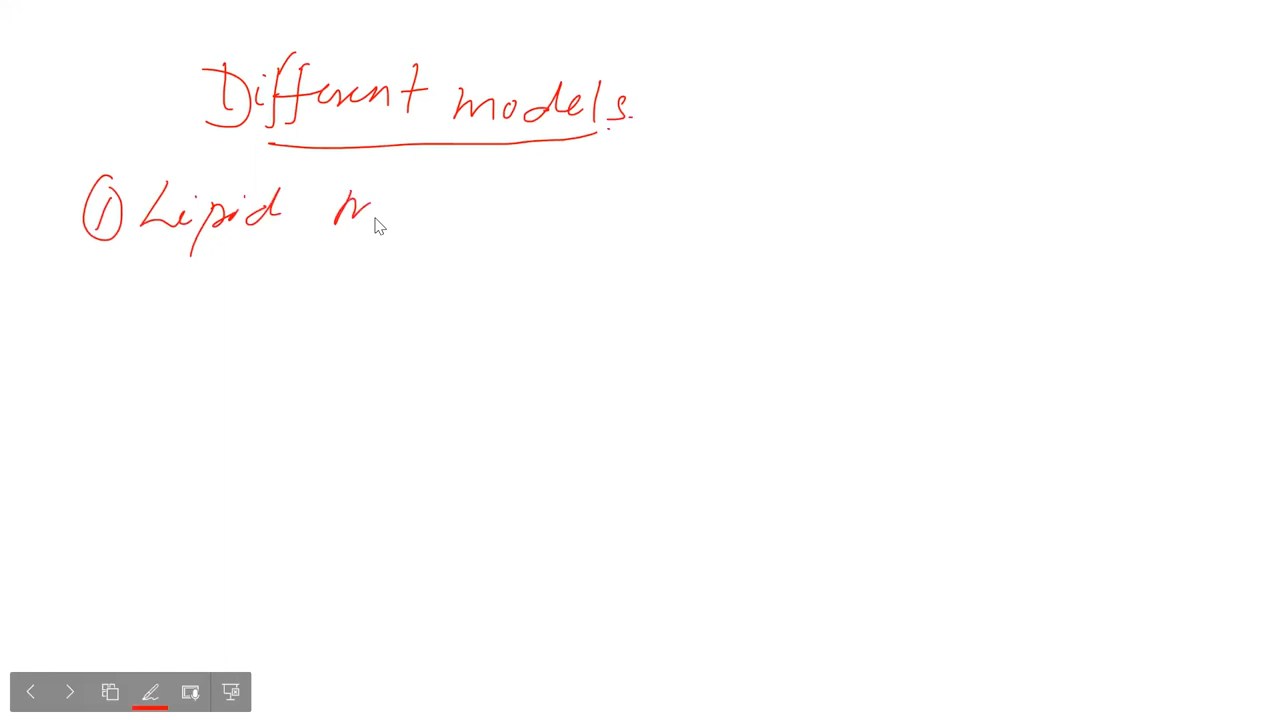 Different models.
① Lipid